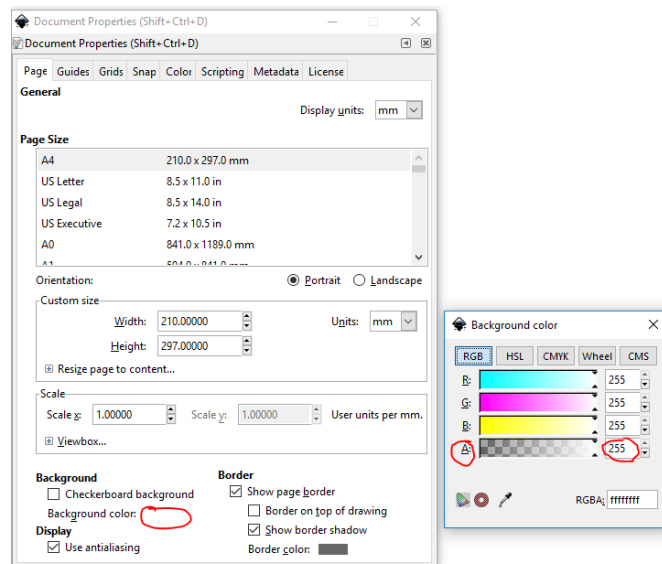 Document Properties (Shift+Ctrl+D)
Document Properties (Shift+Ctrl+D)
Page Guides Grids Snap Color Scripting Metadata License
General
Display units: mm
Page Size
A4 210.0 x 297.0 mm
US Letter 8.5 x 11.0 in
US Legal 8.5 x 14.0 in
US Executive 7.2 x 10.5 in
A0 841.0 x 1189.0 mm
A1 594.0 x 841.0 mm
Orientation: Portrait Landscape
Custom size
Width: 210.00000 Units: mm
Height: 297.00000
Resize page to content...
Scale
Scale x: 1.00000 Scale y: 1.00000 User units per mm.
Viewbox...
Background Border
Checkerboard background Show page border
Background color: Border on top of drawing
Display Show border shadow
Use antialiasing Border color:
Background color
RGB HSL CMYK Wheel CMS
R: 255
G: 255
B: 255
A: 255
RGBA: ffffffff